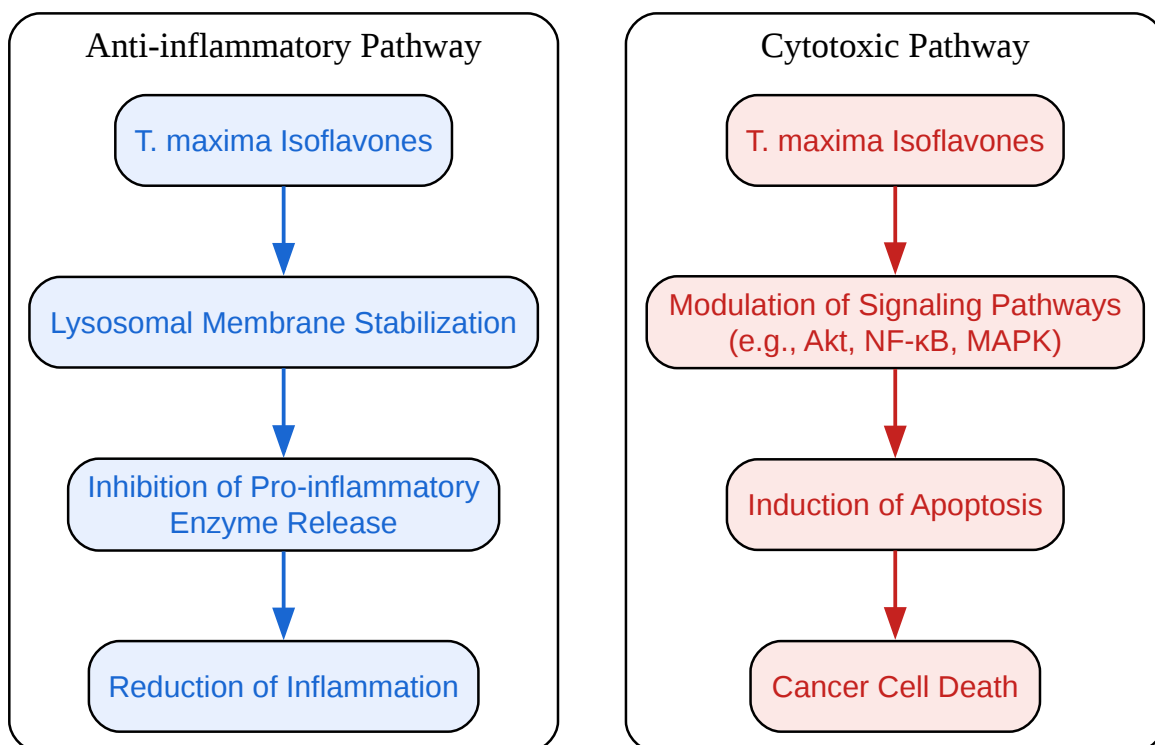 Anti-inflammatory Pathway
T. maxima Isoflavones
Lysosomal Membrane Stabilization
Inhibition of Pro-inflammatory
Enzyme Release
Reduction of Inflammation
Cytotoxic Pathway
T. maxima Isoflavones
Modulation of Signaling Pathways
(e.g., Akt, NF-κB, MAPK)
Induction of Apoptosis
Cancer Cell Death